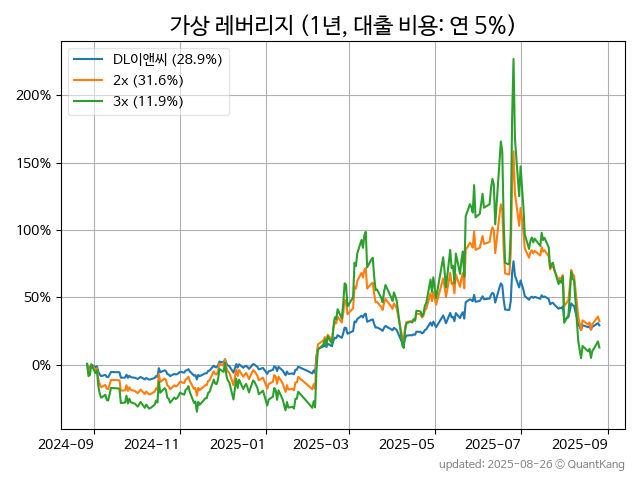 가상 레버리지 (1년, 대출 비용: 연 5%)
DL이앤씨 (28.9%)
2x (31.6%)
3x (11.9%)
200%
150%
100%
50%
0%
2024-09 2024-11 2025-01 2025-03 2025-05 2025-07 2025-09
updated: 2025-08-26 © QuantKang